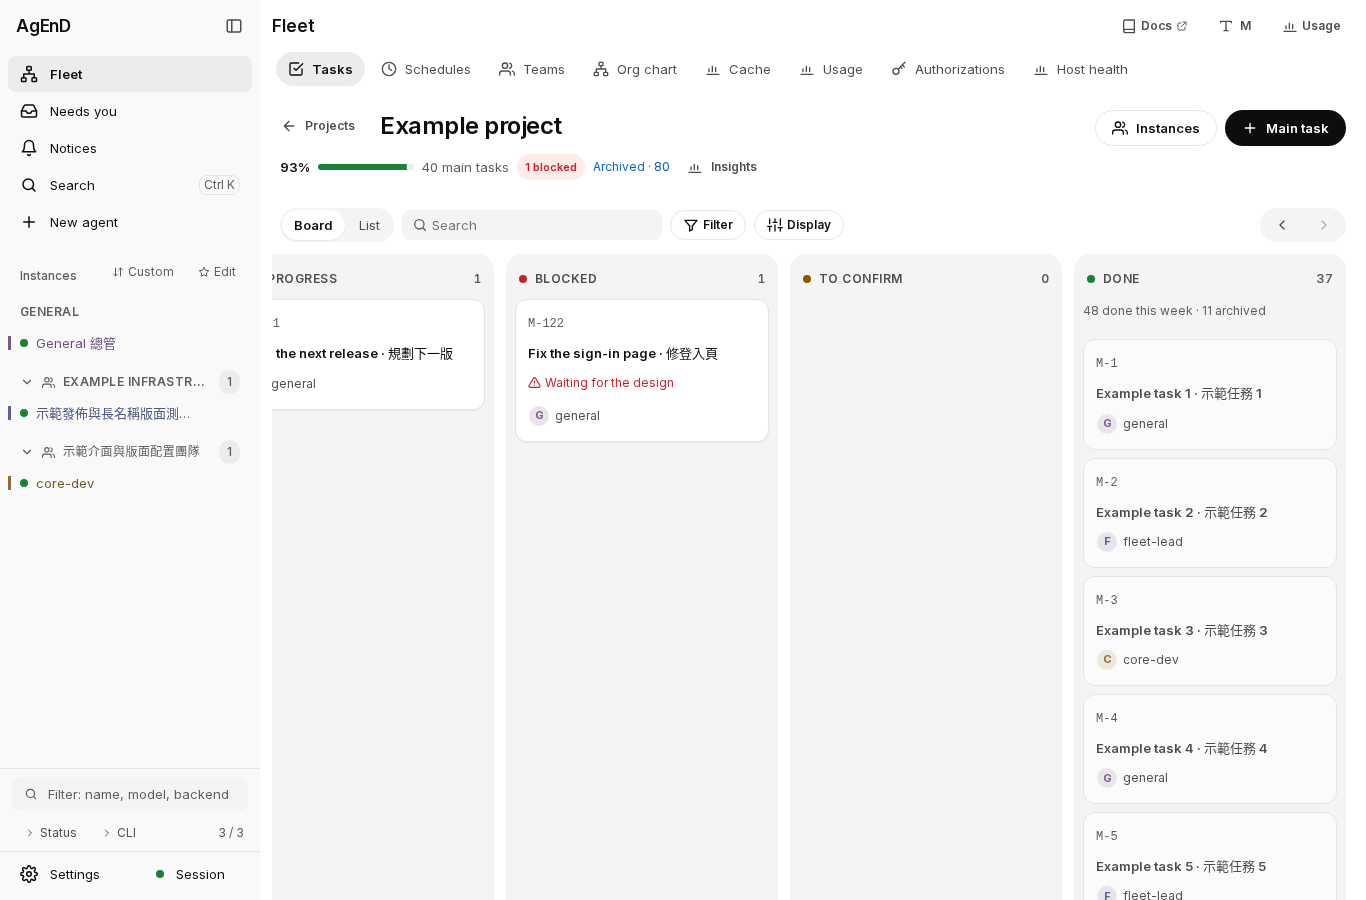 AgEnD
Fleet
Needs you
Notices
Search
Ctrl K
New agent
Instances
Custom
Edit
GENERAL
General 總管
EXAMPLE INFRASTR...
1
示範發佈與長名稱版面測...
示範介面與版面配置團隊
1
core-dev
Filter: name, model, backend
Status
CLI
3 / 3
Settings
Session
Fleet
Docs
M
Usage
Tasks
Schedules
Teams
Org chart
Cache
Usage
Authorizations
Host health
Projects
Example project
Instances
Main task
93%
40 main tasks
1 blocked
Archived · 80
Insights
Board
List
Search
Filter
Display
PROGRESS
1
1
the next release · 規劃下一版
general
BLOCKED
1
M-122
Fix the sign-in page · 修登入頁
Waiting for the design
G
general
TO CONFIRM
0
DONE
37
48 done this week · 11 archived
M-1
Example task 1 · 示範任務 1
G
general
M-2
Example task 2 · 示範任務 2
F
fleet-lead
M-3
Example task 3 · 示範任務 3
C
core-dev
M-4
Example task 4 · 示範任務 4
G
general
M-5
Example task 5 · 示範任務 5
F
fleet-lead